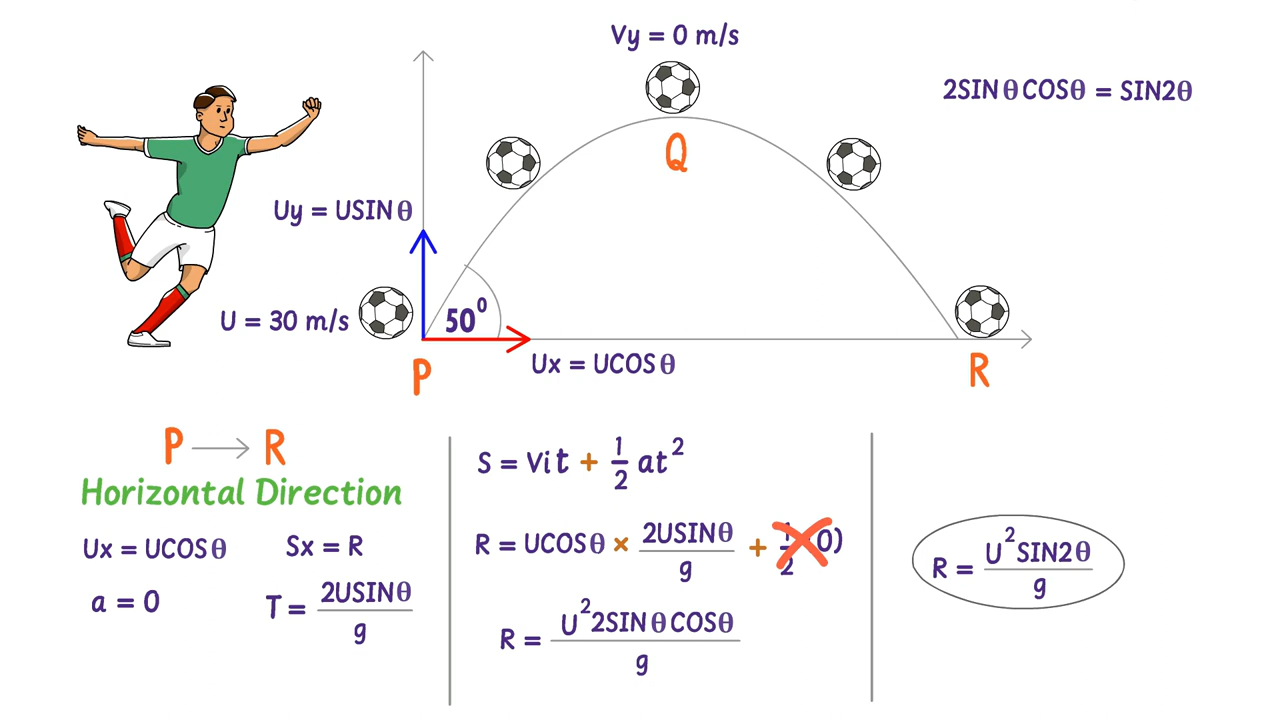 Vy = 0 m/s
2SINθCOSθ = SIN2θ
Q
Uy = USINθ
U = 30 m/s
50⁰
P
Ux = UCOSθ
R
P → R
Horizontal Direction
Ux = UCOSθ
Sx = R
a = 0
T = 2USINθ / g
S = Vit + 1/2 at²
R = UCOSθ × 2USINθ / g + 1/2 0)
R = U²2SINθCOSθ / g
R = U²SIN2θ / g